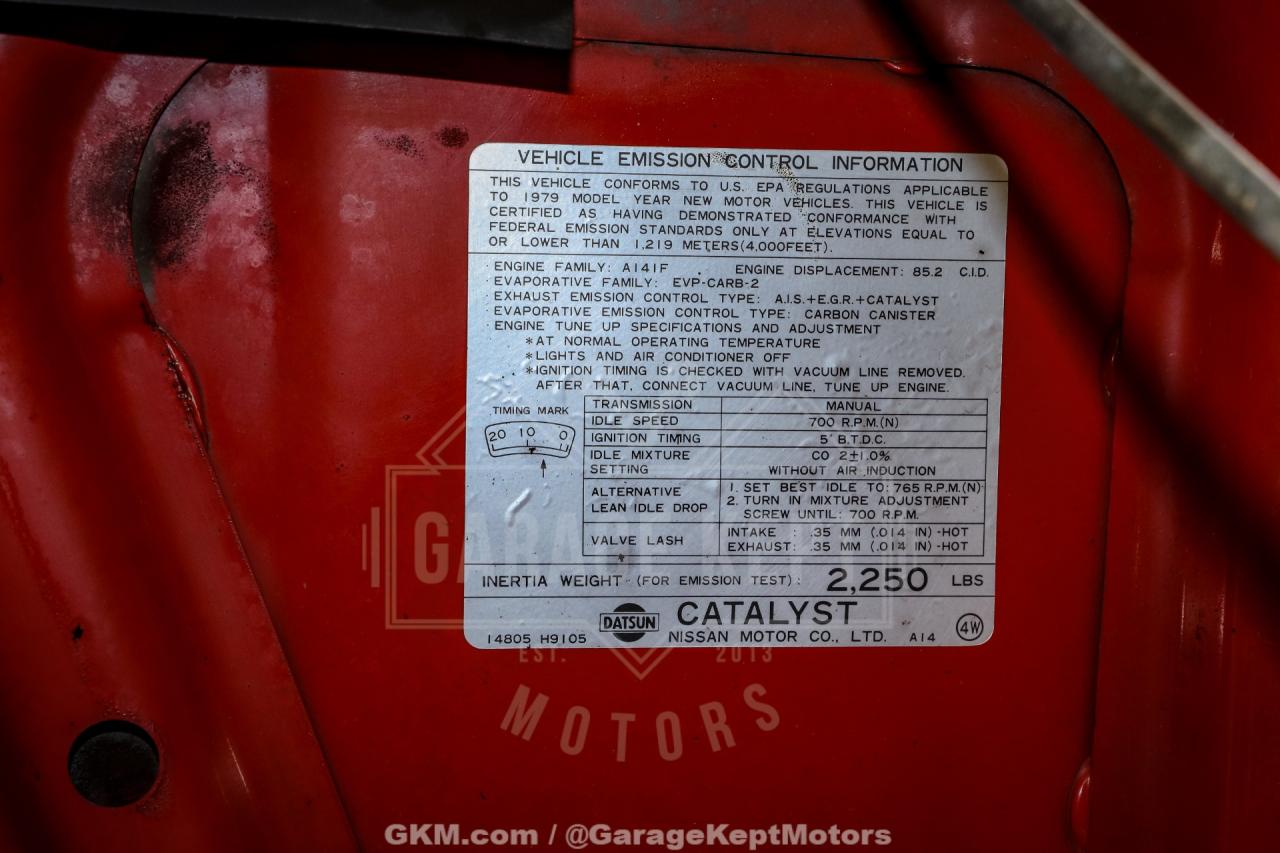 VEHICLE EMISSION CONTROL INFORMATION
THIS VEHICLE CONFORMS TO U.S. EPA REGULATIONS APPLICABLE
TO 1979 MODEL YEAR NEW MOTOR VEHICLES. THIS VEHICLE IS
CERTIFIED AS HAVING DEMONSTRATED CONFORMANCE WITH
FEDERAL EMISSION STANDARDS ONLY AT ELEVATIONS EQUAL TO
OR LOWER THAN 1,219 METERS(4,000FEET).
ENGINE FAMILY: A141F ENGINE DISPLACEMENT: 85.2 C.I.D.
EVAPORATIVE FAMILY: EVP-CARB-2
EXHAUST EMISSION CONTROL TYPE: A.I.S.+E.G.R.+CATALYST
EVAPORATIVE EMISSION CONTROL TYPE: CARBON CANISTER
ENGINE TUNE UP SPECIFICATIONS AND ADJUSTMENT
*AT NORMAL OPERATING TEMPERATURE
*LIGHTS AND AIR CONDITIONER OFF
*IGNITION TIMING IS CHECKED WITH VACUUM LINE REMOVED.
AFTER THAT, CONNECT VACUUM LINE, TUNE UP ENGINE.
TIMING MARK
20 10 0
TRANSMISSION MANUAL
IDLE SPEED 700 R.P.M.(N)
IGNITION TIMING 5° B.T.D.C.
IDLE MIXTURE CO 2±1.0%
SETTING WITHOUT AIR INDUCTION
ALTERNATIVE 1. SET BEST IDLE TO: 765 R.P.M.(N)
LEAN IDLE DROP 2. TURN IN MIXTURE ADJUSTMENT
SCREW UNTIL: 700 R.P.M.
VALVE LASH INTAKE : .35 MM (.014 IN)-HOT
EXHAUST: .35 MM (.014 IN)-HOT
INERTIA WEIGHT (FOR EMISSION TEST): 2,250 LBS
DATSUN CATALYST
14805 H9105 NISSAN MOTOR CO., LTD. A14 4W
GARAGE KEPT
EST. 2013
MOTORS
GKM.com / @GarageKeptMotors